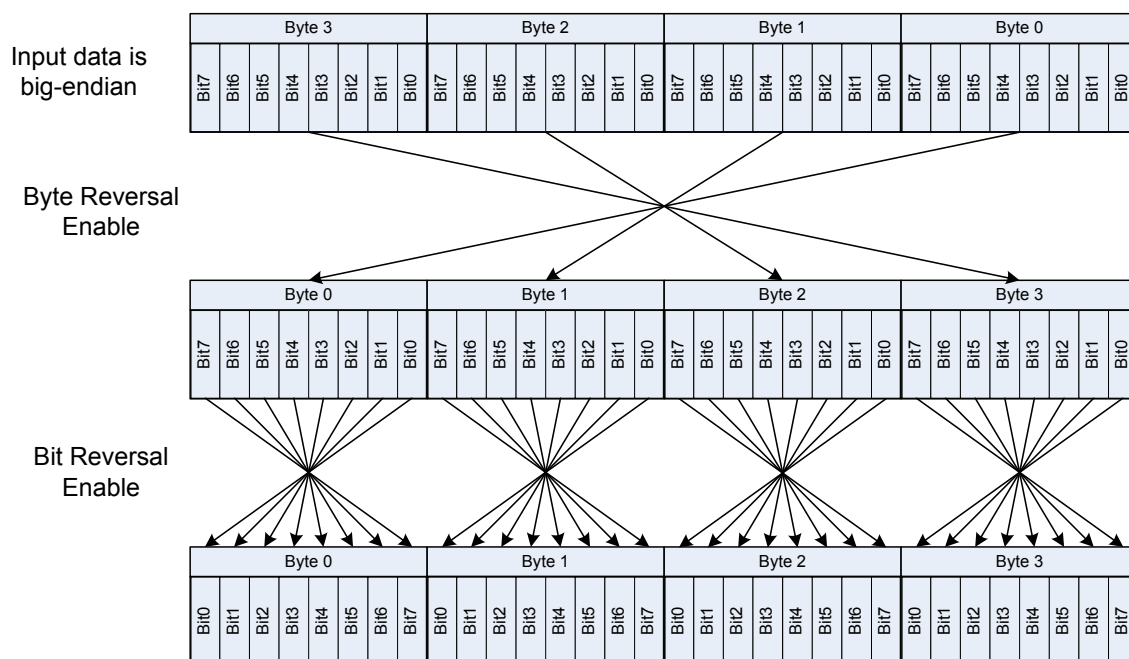 Byte 3 Byte 2 Byte 1 Byte 0
Input data is
big-endian
Bit7 Bit6 Bit5 Bit4 Bit3 Bit2 Bit1 Bit0 Bit7 Bit6 Bit5 Bit4 Bit3 Bit2 Bit1 Bit0 Bit7 Bit6 Bit5 Bit4 Bit3 Bit2 Bit1 Bit0 Bit7 Bit6 Bit5 Bit4 Bit3 Bit2 Bit1 Bit0
Byte Reversal
Enable
Byte 0 Byte 1 Byte 2 Byte 3
Bit7 Bit6 Bit5 Bit4 Bit3 Bit2 Bit1 Bit0 Bit7 Bit6 Bit5 Bit4 Bit3 Bit2 Bit1 Bit0 Bit7 Bit6 Bit5 Bit4 Bit3 Bit2 Bit1 Bit0 Bit7 Bit6 Bit5 Bit4 Bit3 Bit2 Bit1 Bit0
Bit Reversal
Enable
Byte 0 Byte 1 Byte 2 Byte 3
Bit0 Bit1 Bit2 Bit3 Bit4 Bit5 Bit6 Bit7 Bit0 Bit1 Bit2 Bit3 Bit4 Bit5 Bit6 Bit7 Bit0 Bit1 Bit2 Bit3 Bit4 Bit5 Bit6 Bit7 Bit0 Bit1 Bit2 Bit3 Bit4 Bit5 Bit6 Bit7